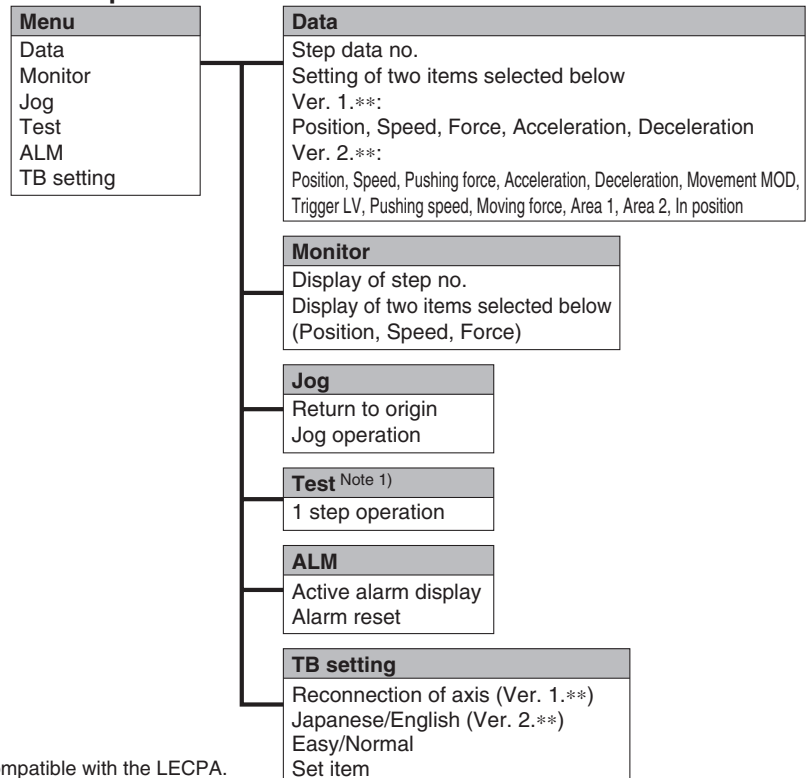 Menu
Data
Monitor
Jog
Test
ALM
TB setting
Data
Step data no.
Setting of two items selected below
Ver. 1.**:
Position, Speed, Force, Acceleration, Deceleration
Ver. 2.**:
Position, Speed, Pushing force, Acceleration, Deceleration, Movement MOD,
Trigger LV, Pushing speed, Moving force, Area 1, Area 2, In position
Monitor
Display of step no.
Display of two items selected below
(Position, Speed, Force)
Jog
Return to origin
Jog operation
Test Note 1)
1 step operation
ALM
Active alarm display
Alarm reset
TB setting
Reconnection of axis (Ver. 1.**)
Japanese/English (Ver. 2.**)
Easy/Normal
Set item
with the LECPA.